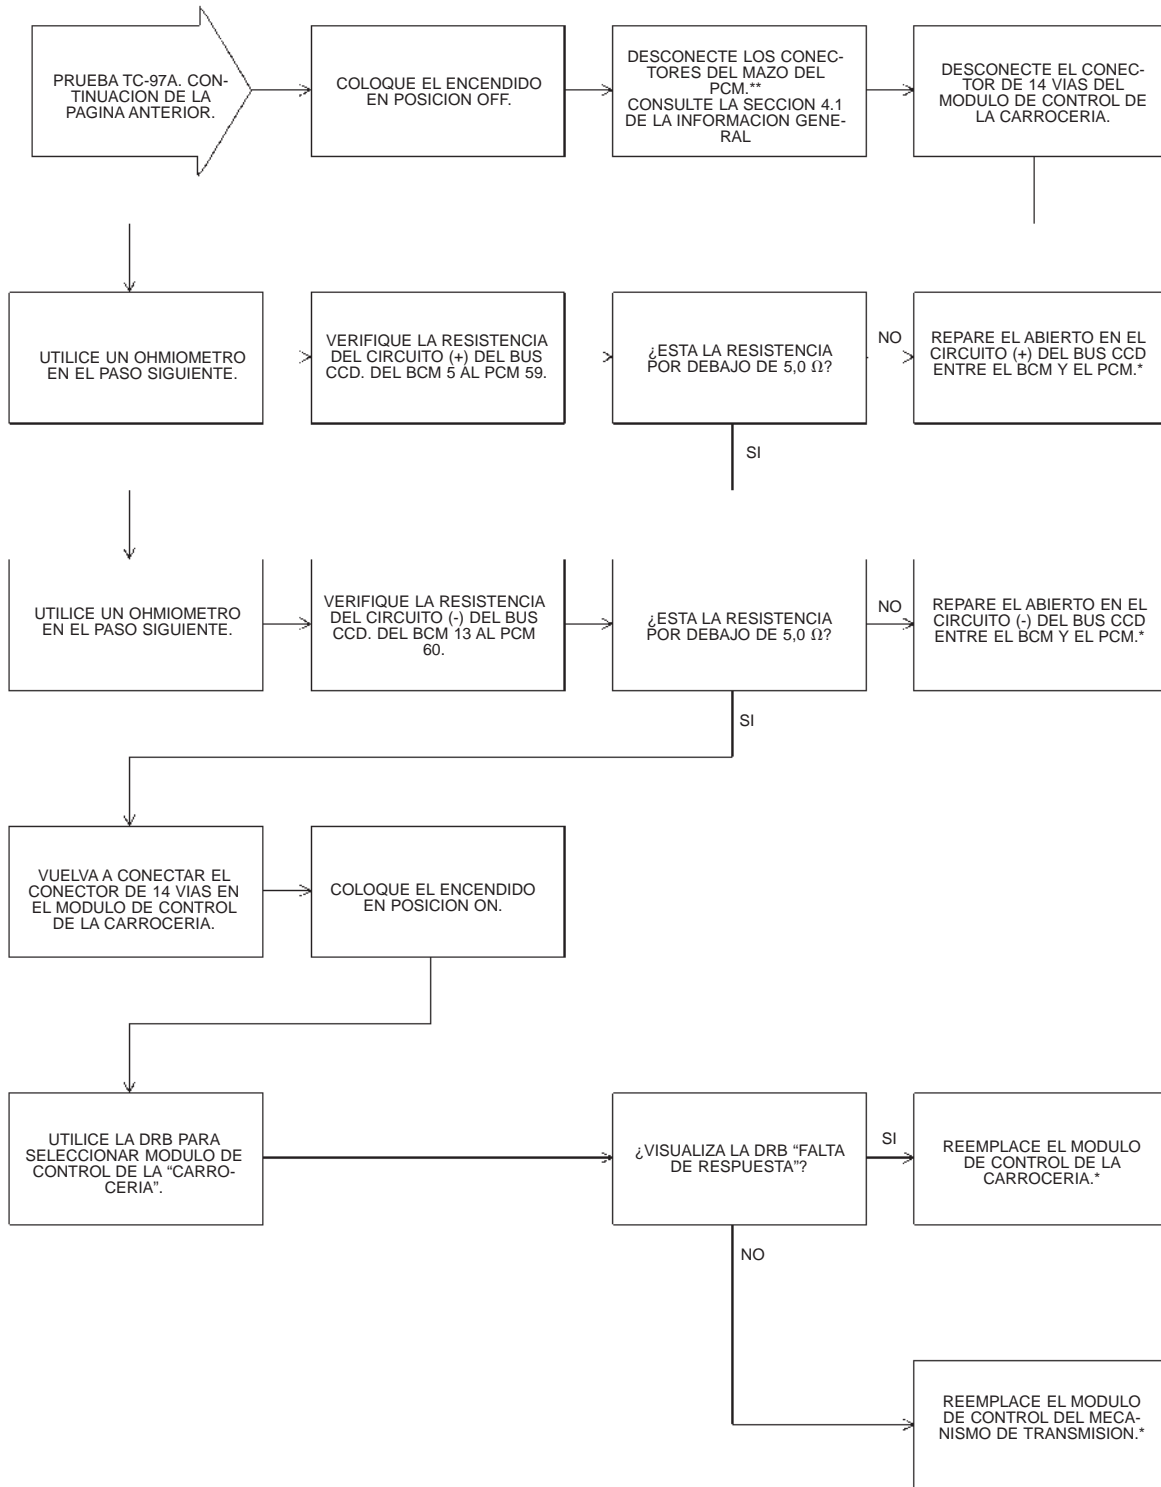 PRUEBA TC-97A. CON-
TINUACION DE LA
PAGINA ANTERIOR.
COLOQUE EL ENCENDIDO
EN POSICION OFF.
DESCONECTE LOS CONEC-
TORES DEL MAZO DEL
PCM.**
CONSULTE LA SECCION 4.1
DE LA INFORMACION GENE-
RAL
DESCONECTE EL CONEC-
TOR DE 14 VIAS DEL
MODULO DE CONTROL DE
LA CARROCERIA.
UTILICE UN OHMIOMETRO
EN EL PASO SIGUIENTE.
VERIFIQUE LA RESISTENCIA
DEL CIRCUITO (+) DEL BUS
CCD. DEL BCM 5 AL PCM 59.
¿ESTA LA RESISTENCIA
POR DEBAJO DE 5,0 Ω?
NO
REPARE EL ABIERTO EN EL
CIRCUITO (+) DEL BUS CCD
ENTRE EL BCM Y EL PCM.*
SI
UTILICE UN OHMIOMETRO
EN EL PASO SIGUIENTE.
VERIFIQUE LA RESISTENCIA
DEL CIRCUITO (-) DEL BUS
CCD. DEL BCM 13 AL PCM
60.
¿ESTA LA RESISTENCIA
POR DEBAJO DE 5,0 Ω?
NO
REPARE EL ABIERTO EN EL
CIRCUITO (-) DEL BUS CCD
ENTRE EL BCM Y EL PCM.*
SI
VUELVA A CONECTAR EL
CONECTOR DE 14 VIAS EN
EL MODULO DE CONTROL
DE LA CARROCERIA.
COLOQUE EL ENCENDIDO
EN POSICION ON.
UTILICE LA DRB PARA
SELECCIONAR MODULO DE
CONTROL DE LA “CARRO-
CERIA”.
¿VISUALIZA LA DRB “FALTA
DE RESPUESTA”?
SI
REEMPLACE EL MODULO
DE CONTROL DE LA
CARROCERIA.*
NO
REEMPLACE EL MODULO
DE CONTROL DEL MECA-
NISMO DE TRANSMISION.*